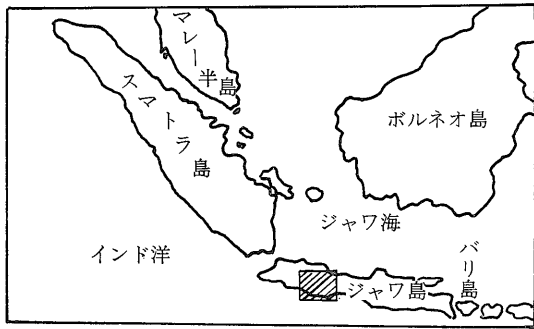 マレー半島
スマトラ島
ボルネオ島
ジャワ海
インド洋
バリ島
ジャワ島